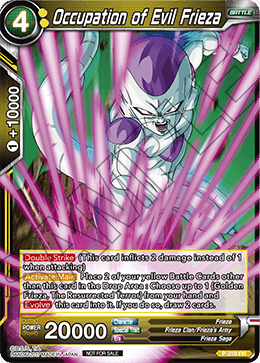 4
Occupation of Evil Frieza
BATTLE
1 +10000
Double Strike (This card inflicts 2 damage instead of 1
when attacking)
Activate Main Place 2 of your yellow Battle Cards other
than this card in the Drop Area : Choose up to 1 {Golden
Frieza, The Resurrected Terror} from your hand and
Evolve this card into it. If you do so, draw 2 cards.
POWER 20000
Character Frieza
Special Trait Frieza Clan/Frieza's Army
Era Frieza Saga
NOT FOR SALE
P-018 PR